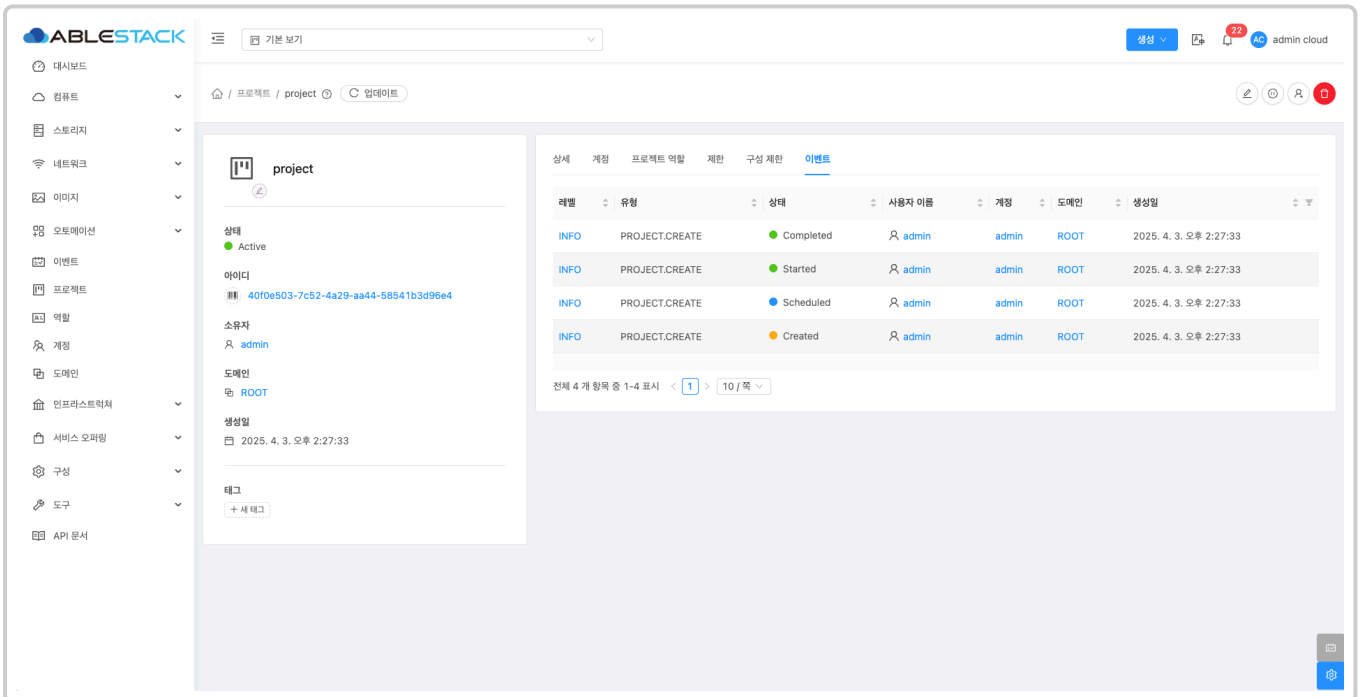 ABLESTACK
기본 보기
생성
22
AC admin cloud
대시보드
컴퓨트
스토리지
네트워크
이미지
오토메이션
이벤트
프로젝트
역할
계정
도메인
인프라스트럭쳐
서비스 오퍼링
구성
도구
API 문서
/ 프로젝트 / project 업데이트
project
상태
Active
아이디
40f0e503-7c52-4a29-aa44-58541b3d96e4
소유자
admin
도메인
ROOT
생성일
2025. 4. 3. 오후 2:27:33
태그
+ 새 태그
상세 계정 프로젝트 역할 제한 구성 제한 이벤트
레벨 유형 상태 사용자 이름 계정 도메인 생성일
INFO PROJECT.CREATE Completed admin admin ROOT 2025. 4. 3. 오후 2:27:33
INFO PROJECT.CREATE Started admin admin ROOT 2025. 4. 3. 오후 2:27:33
INFO PROJECT.CREATE Scheduled admin admin ROOT 2025. 4. 3. 오후 2:27:33
INFO PROJECT.CREATE Created admin admin ROOT 2025. 4. 3. 오후 2:27:33
전체 4 개 항목 중 1-4 표시 < 1 > 10 / 쪽